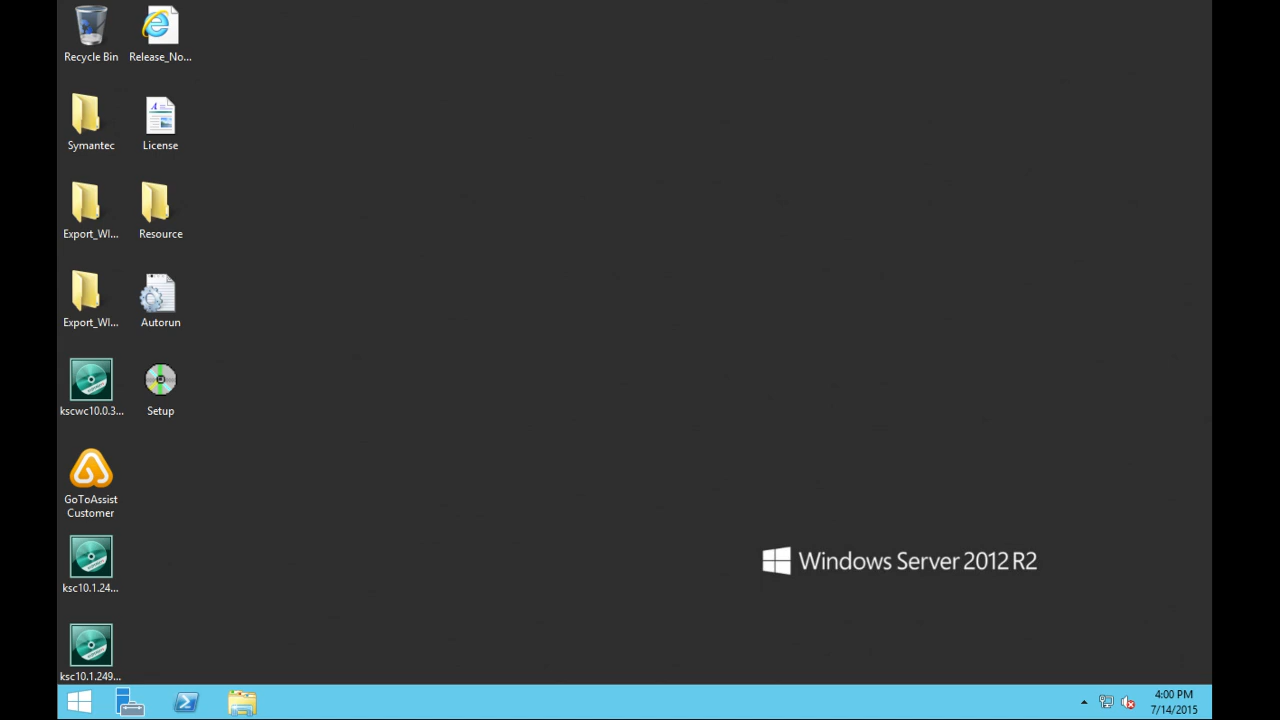 Recycle Bin
Release_No...
Symantec
License
Export_WI...
Resource
Export_WI...
Autorun
kscwc10.0.3...
Setup
GoToAssist
Customer
ksc10.1.24...
ksc10.1.249...
Windows Server 2012 R2
4:00 PM
7/14/2015